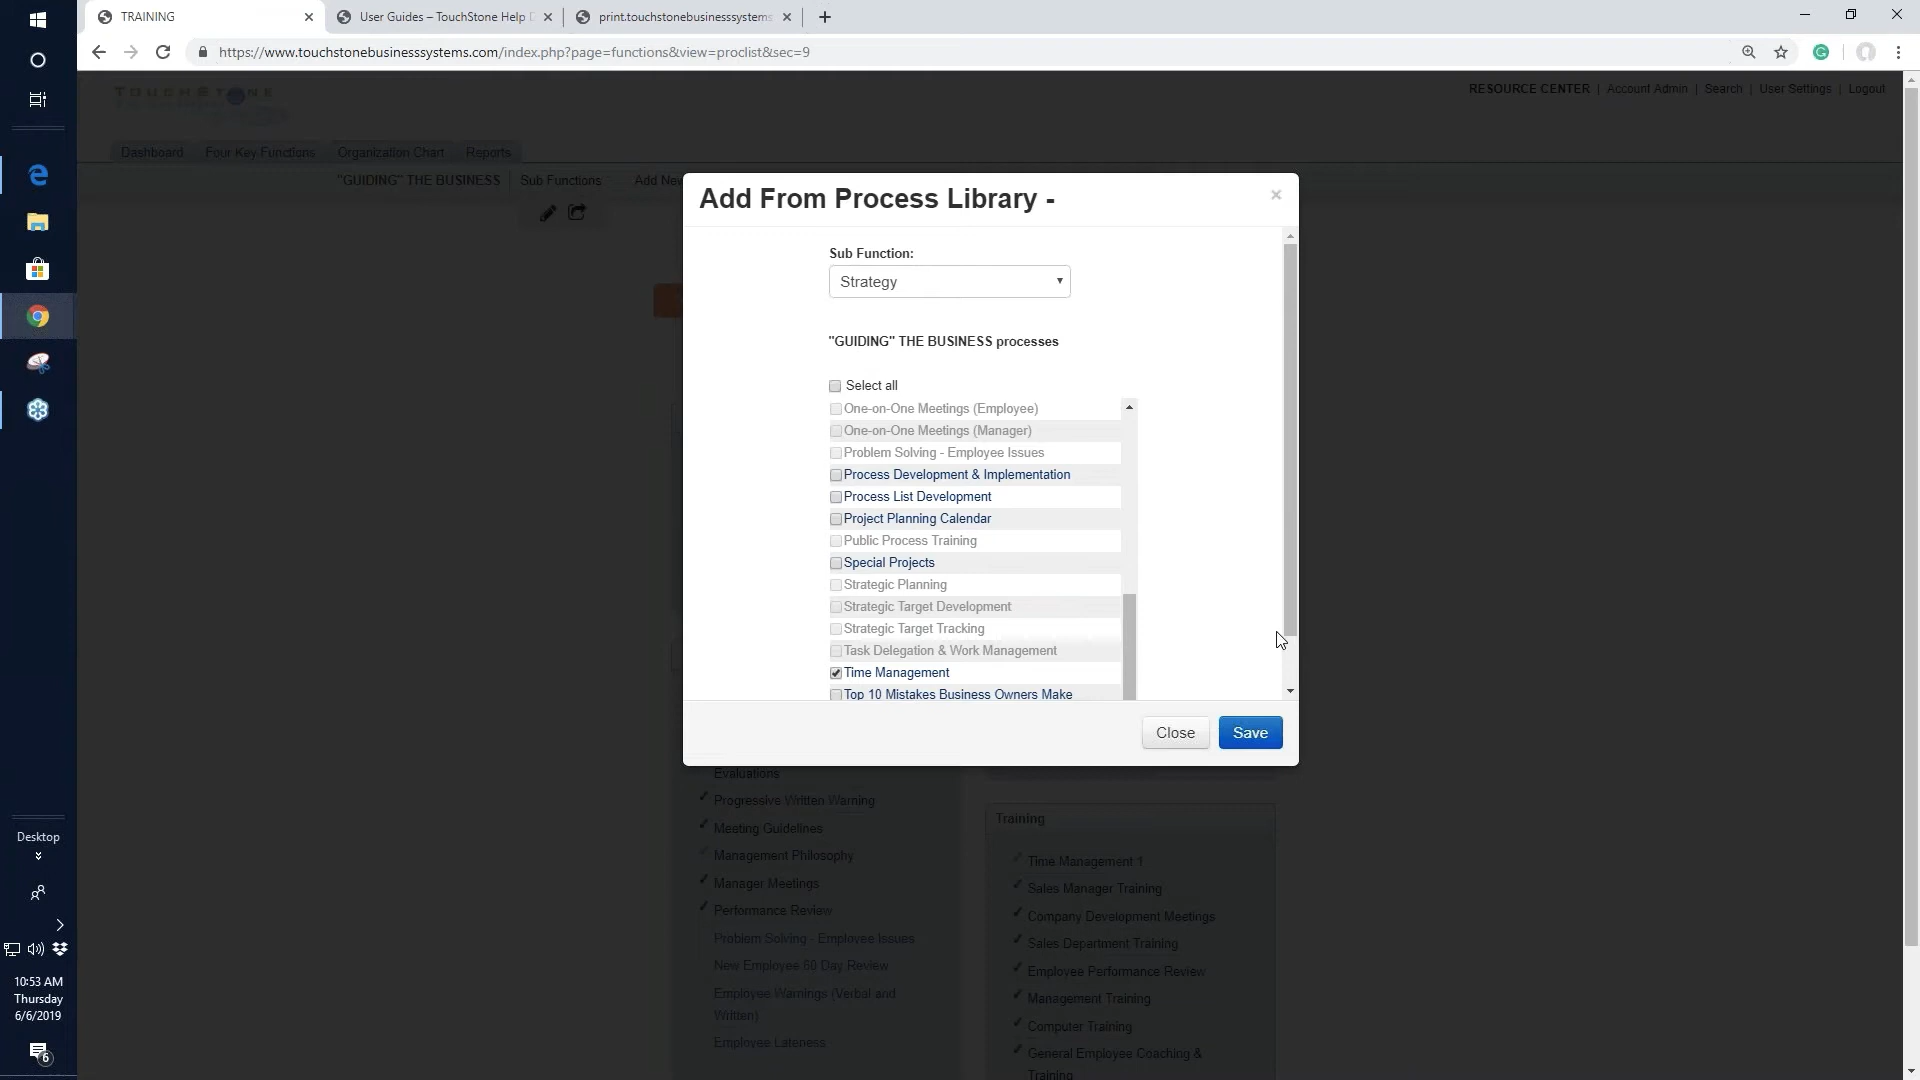 TRAINING
User Guides – TouchStone Help D
print.touchstonebusinesssystems
https://www.touchstonebusinesssystems.com/index.php?page=functions&view=proclist&sec=9
TOUCHSTONE
RESOURCE CENTER | Account Admin | Search | User Settings | Logout
Dashboard Four Key Functions Organization Chart Reports
"GUIDING" THE BUSINESS Sub Functions Add New
Add From Process Library -
×
Sub Function:
Strategy
"GUIDING" THE BUSINESS processes
Select all
One-on-One Meetings (Employee)
One-on-One Meetings (Manager)
Problem Solving - Employee Issues
Process Development & Implementation
Process List Development
Project Planning Calendar
Public Process Training
Special Projects
Strategic Planning
Strategic Target Development
Strategic Target Tracking
Task Delegation & Work Management
Time Management
Top 10 Mistakes Business Owners Make
Close Save
Evaluations
Progressive Written Warning
Meeting Guidelines
Management Philosophy
Manager Meetings
Performance Review
Problem Solving - Employee Issues
New Employee 60 Day Review
Employee Warnings (Verbal and
Written)
Employee Lateness
Training
Time Management 1
Sales Manager Training
Company Development Meetings
Sales Department Training
Employee Performance Review
Management Training
Computer Training
General Employee Coaching &
Training
Desktop
10:53 AM
Thursday
6/6/2019
6